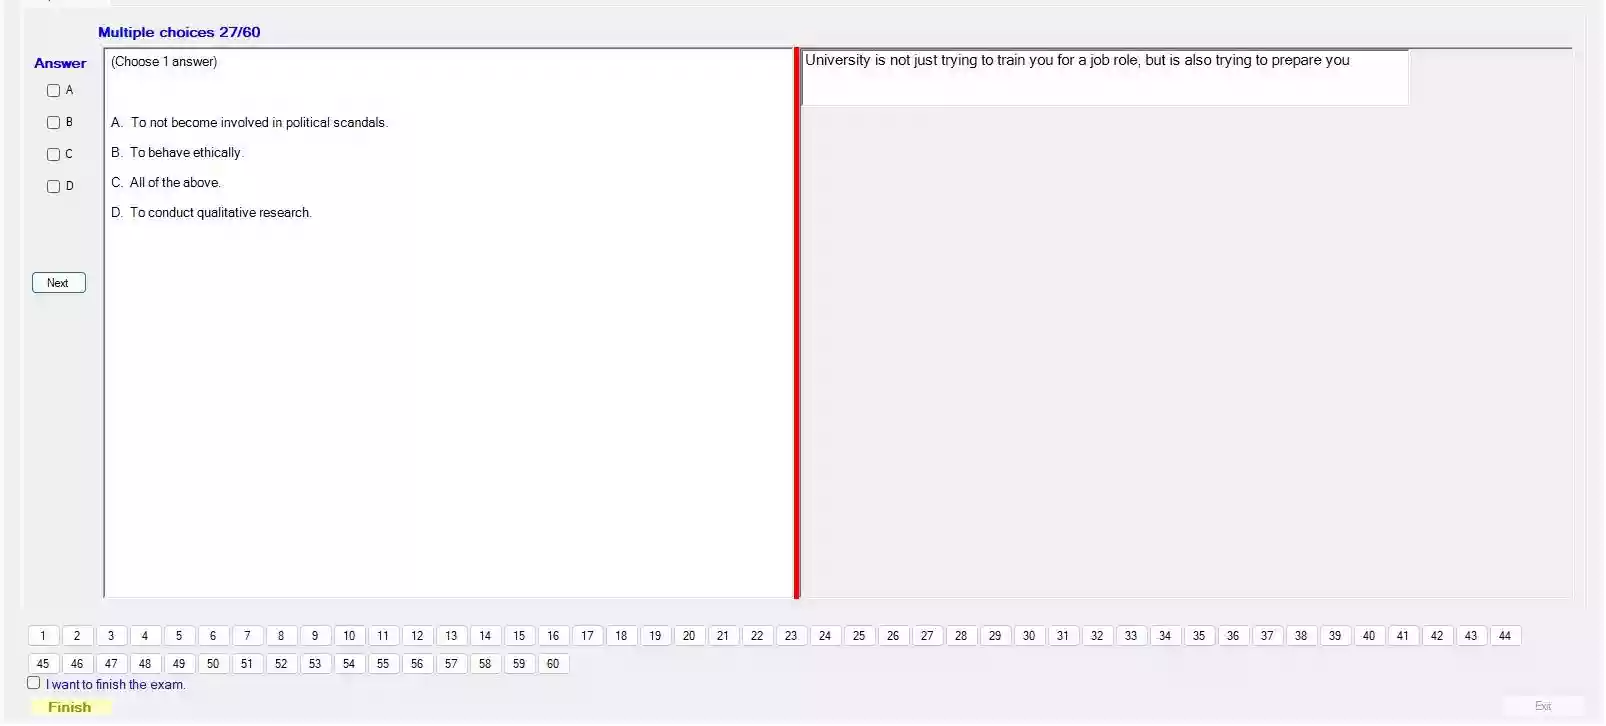 Multiple choices 27/60
Answer
(Choose 1 answer)
University is not just trying to train you for a job role, but is also trying to prepare you
A
B
C
D
A. To not become involved in political scandals.
B. To behave ethically.
C. All of the above.
D. To conduct qualitative research.
Next
1 2 3 4 5 6 7 8 9 10 11 12 13 14 15 16 17 18 19 20 21 22 23 24 25 26 27 28 29 30 31 32 33 34 35 36 37 38 39 40 41 42 43 44
45 46 47 48 49 50 51 52 53 54 55 56 57 58 59 60
I want to finish the exam.
Finish
Exit